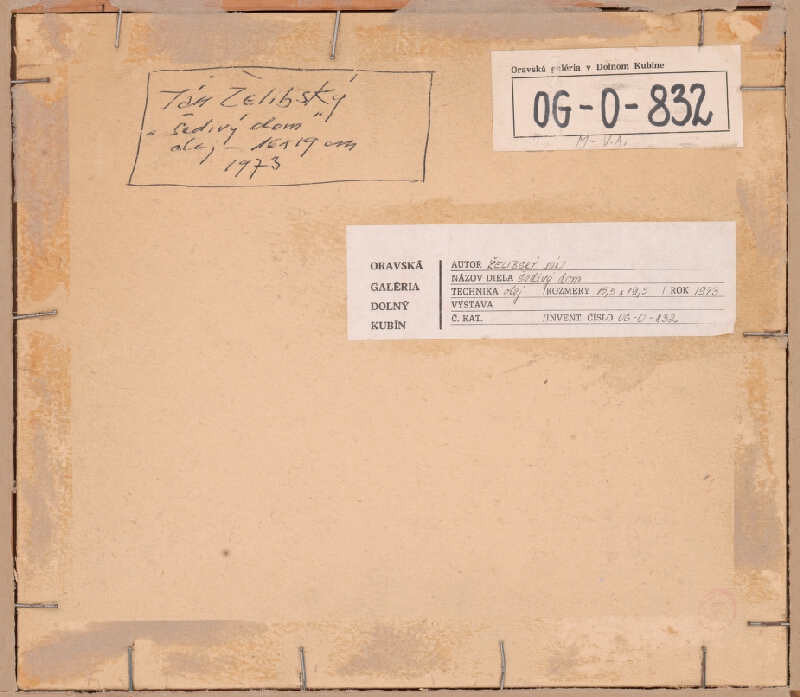 Ján Želibský
„šedivý dom"
olej – 16x19 cm
1973
Oravská galéria v Dolnom Kubíne
OG-O-832
M- V.A.
ORAVSKÁ
GALÉRIA
DOLNÝ
KUBÍN
AUTOR ŽELIBSKÝ JÁN
NÁZOV DIELA šedivý dom
TECHNIKA olej ROZMERY 15,5 x 19,5 ROK 1973
VÝSTAVA
Č. KAT. INVENT. ČÍSLO OG-O-832